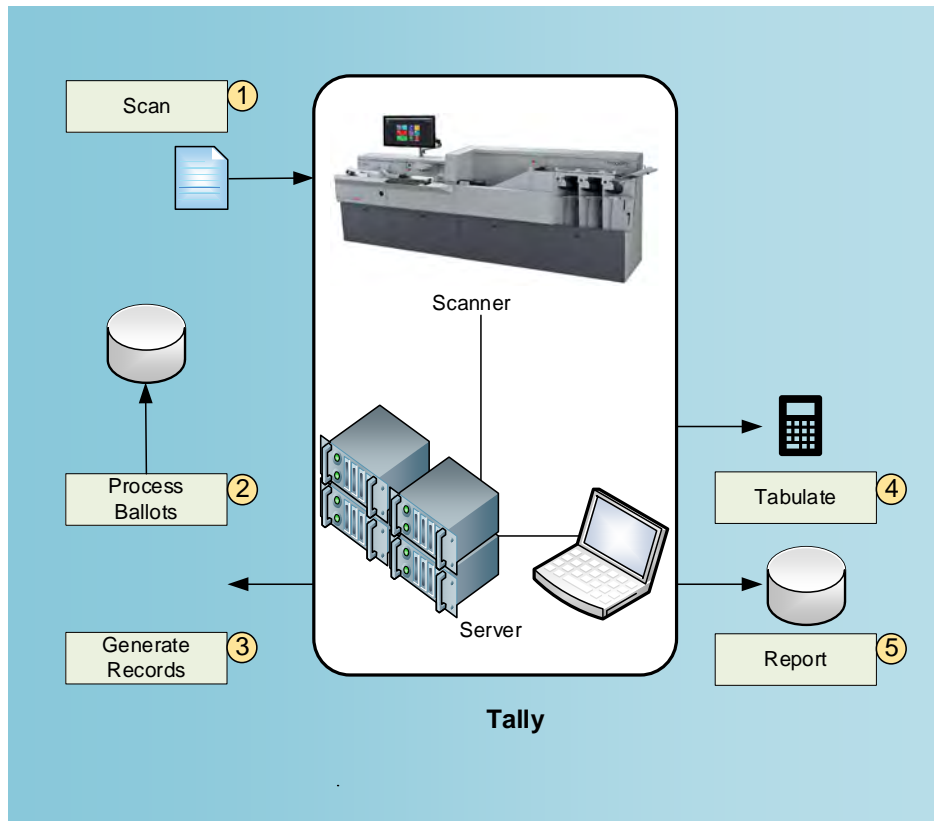 Scan
1
Scanner
Process
Ballots
2
4
Tabulate
Server
Generate
Records
3
5
Report
Tally